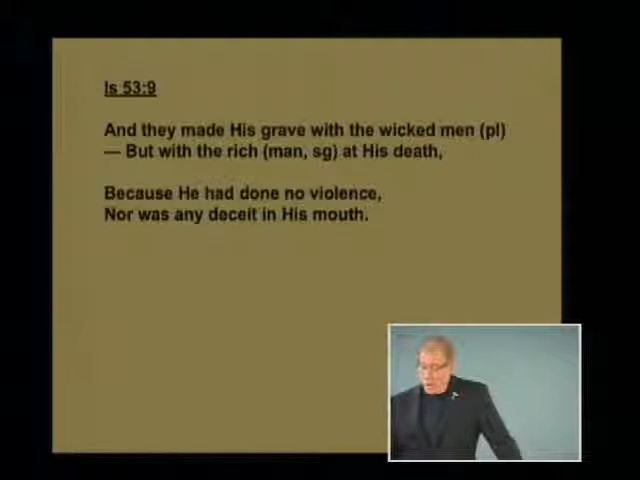 Is 53:9
And they made His grave with the wicked men (pl)
— But with the rich (man, sg) at His death,
Because He had done no violence,
Nor was any deceit in His mouth.